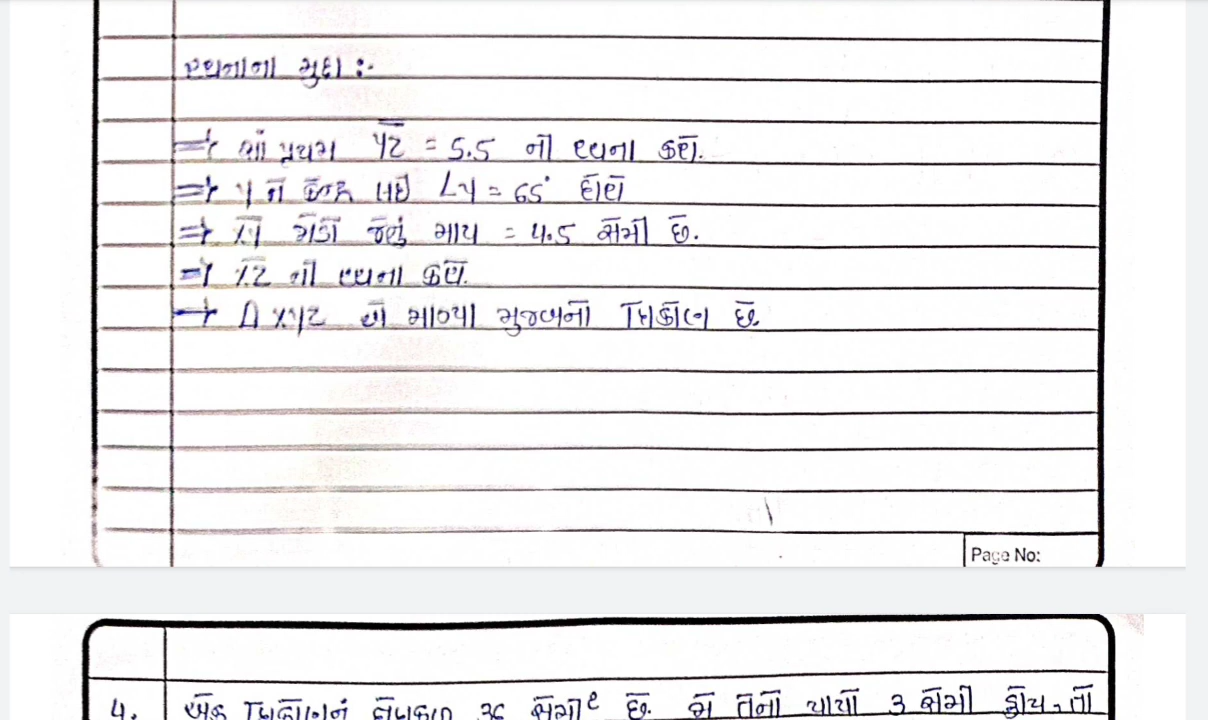 રચનાના મુદ્દા :-
⇒ સૌ પ્રથમ YZ = 5.5 ની રચના કરો.
⇒ Y ને કેન્દ્ર લઈ ∠Y = 65° દોરો
⇒ XY રેડી જેનું માપ = 4.5 સેમી છે.
⇒ XZ ની રચના કરો.
→ Δ XYZ એ માપ્યા મુજબનો ત્રિકોણ છે
Page No:
4. એક ત્રિકોણનું ક્ષેત્રફળ 36 સેમી² છે. જો તેનો પાયો 3 સેમી હોય, તો